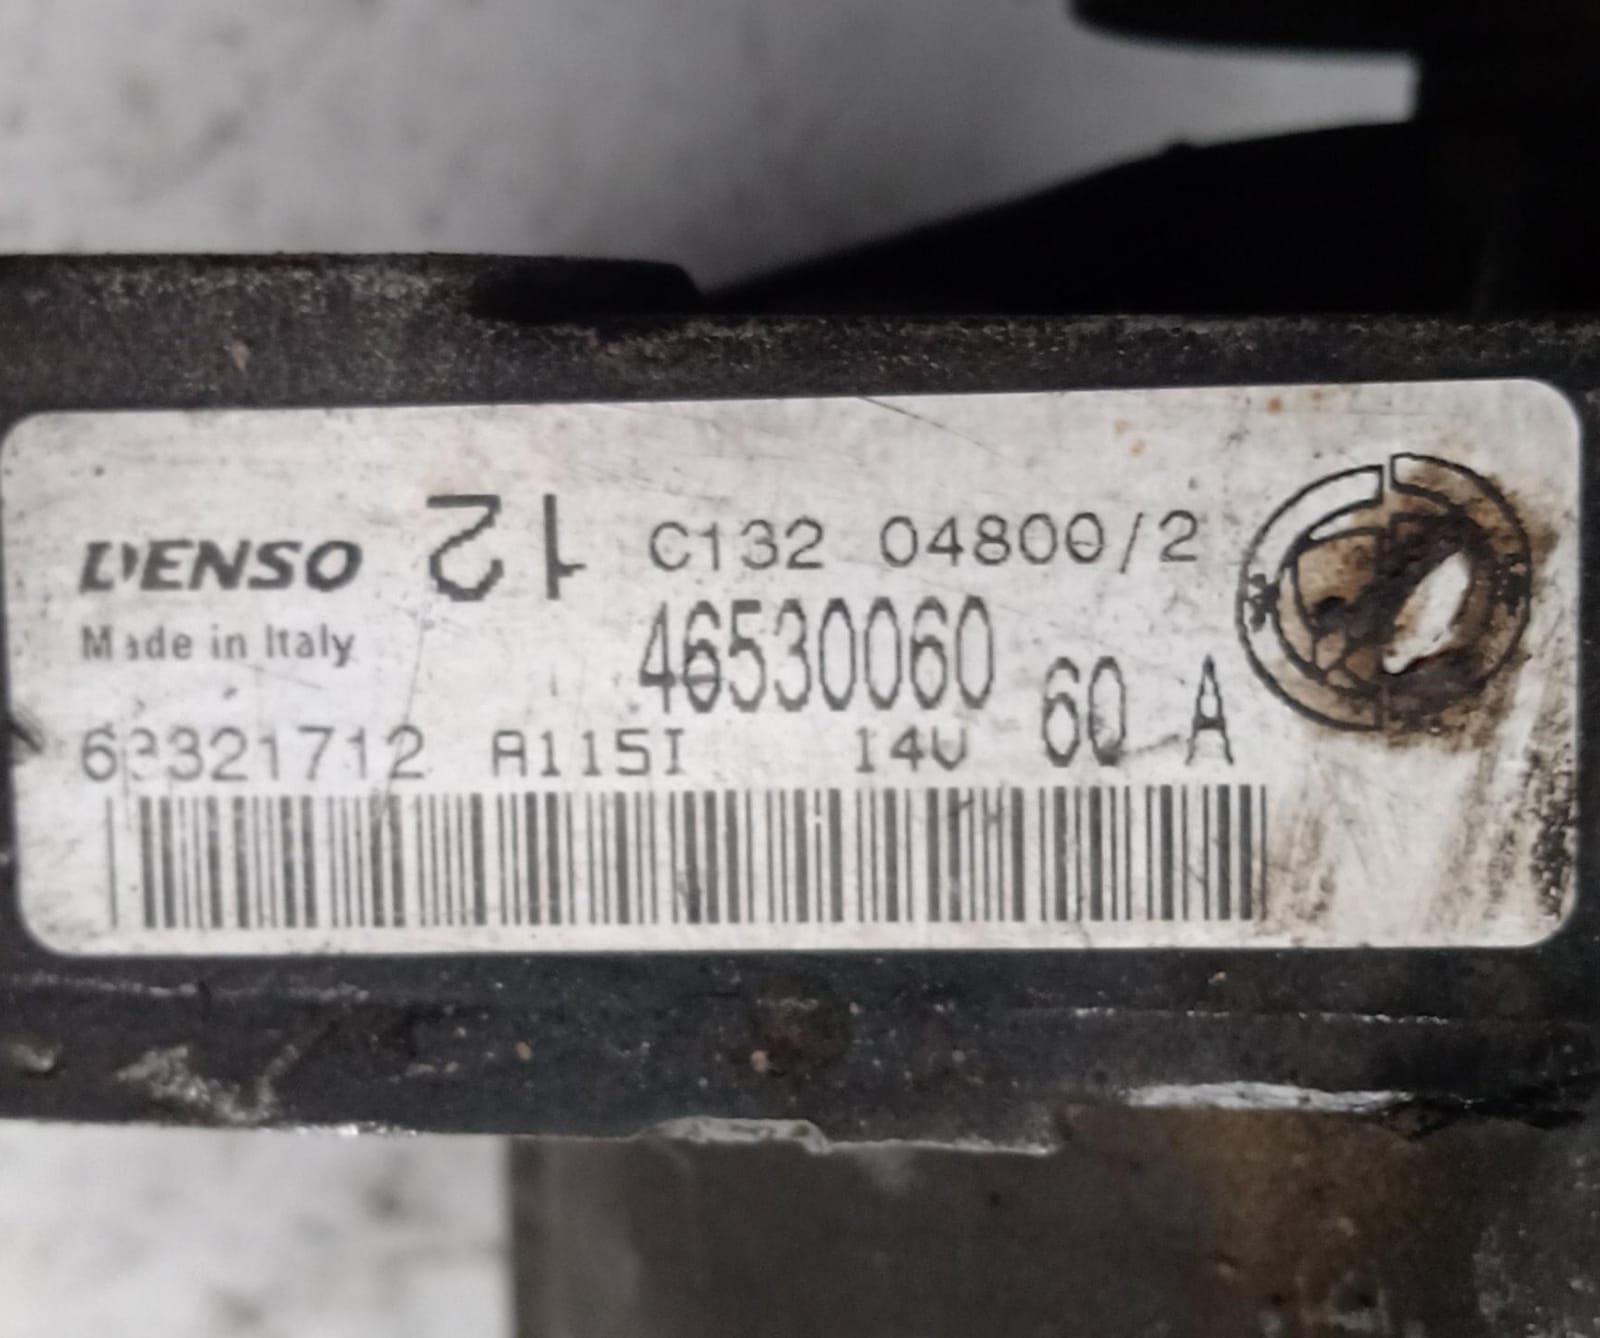 DENSO
Made in Italy
12
C132 04800/2
46530060
60 A
63321712 A115I 14V